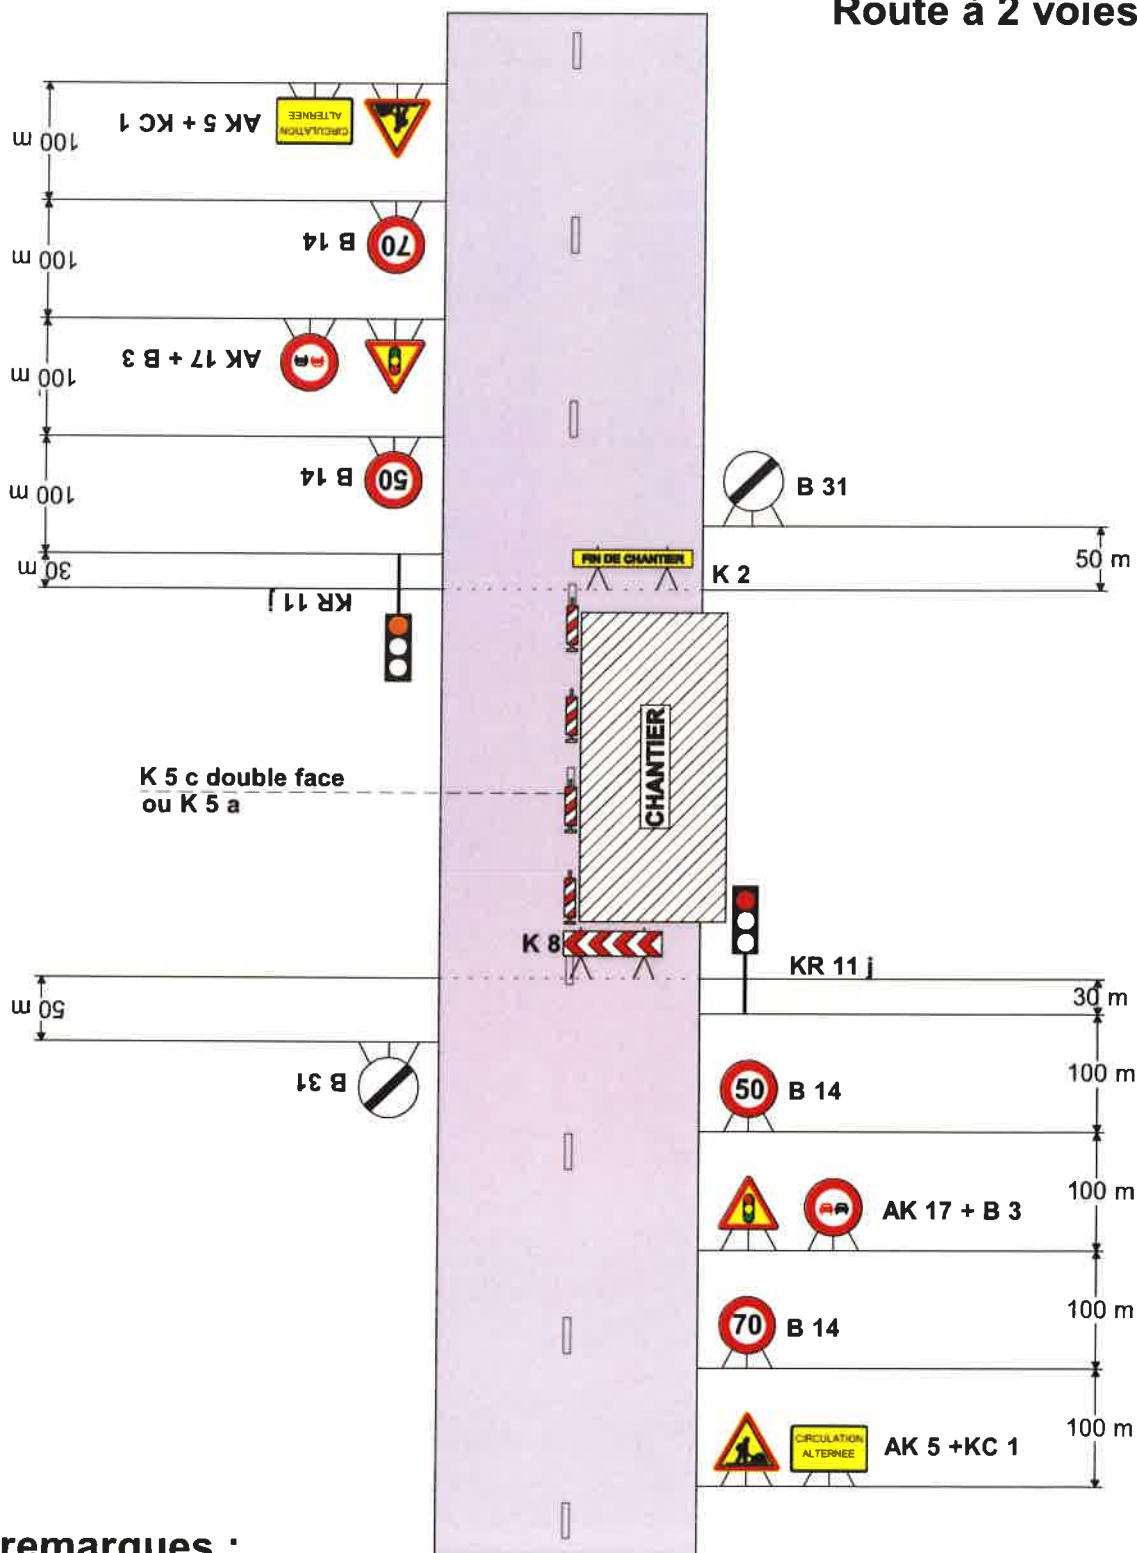 Route à 2 voies
AK 5 + KC 1
CIRCULATION
ALTERNEE
100 m
B 14
70
100 m
AK 17 + B 3
100 m
B 14
50
100 m
B 31
FIN DE CHANTIER
50 m
30 m
K 2
KR 11 j
K 5 c double face
ou K 5 a
CHANTIER
K 8
KR 11 j
30 m
50 m
B 31
50
B 14
100 m
AK 17 + B 3
100 m
70
B 14
100 m
CIRCULATION
ALTERNEE
AK 5 +KC 1
100 m
remarques :